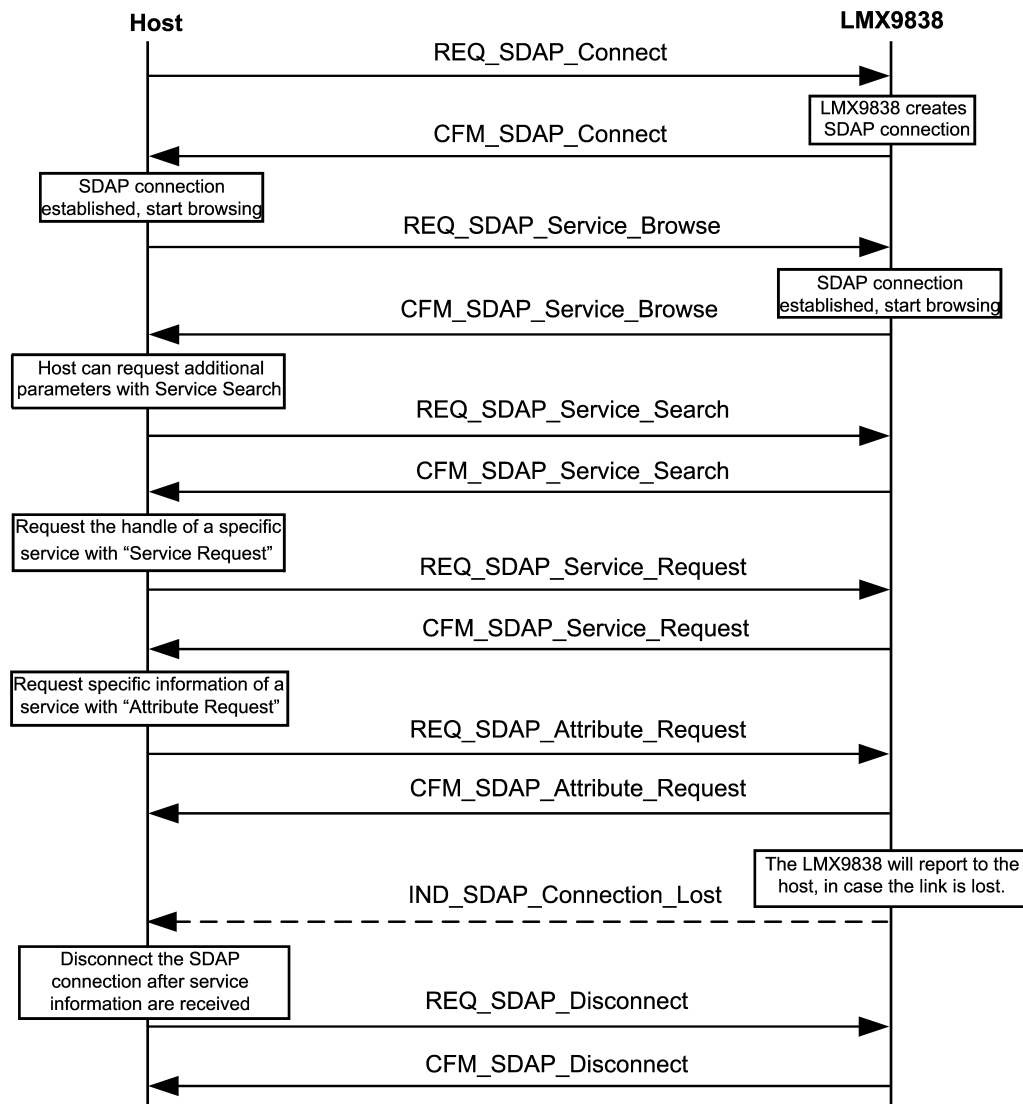 Host
LMX9838
REQ_SDAP_Connect
LMX9838 creates
SDAP connection
CFM_SDAP_Connect
SDAP connection
established, start browsing
REQ_SDAP_Service_Browse
SDAP connection
established, start browsing
CFM_SDAP_Service_Browse
Host can request additional
parameters with Service Search
REQ_SDAP_Service_Search
CFM_SDAP_Service_Search
Request the handle of a specific
service with “Service Request”
REQ_SDAP_Service_Request
CFM_SDAP_Service_Request
Request specific information of a
service with “Attribute Request”
REQ_SDAP_Attribute_Request
CFM_SDAP_Attribute_Request
The LMX9838 will report to the
host, in case the link is lost.
IND_SDAP_Connection_Lost
Disconnect the SDAP
connection after service
information are received
REQ_SDAP_Disconnect
CFM_SDAP_Disconnect